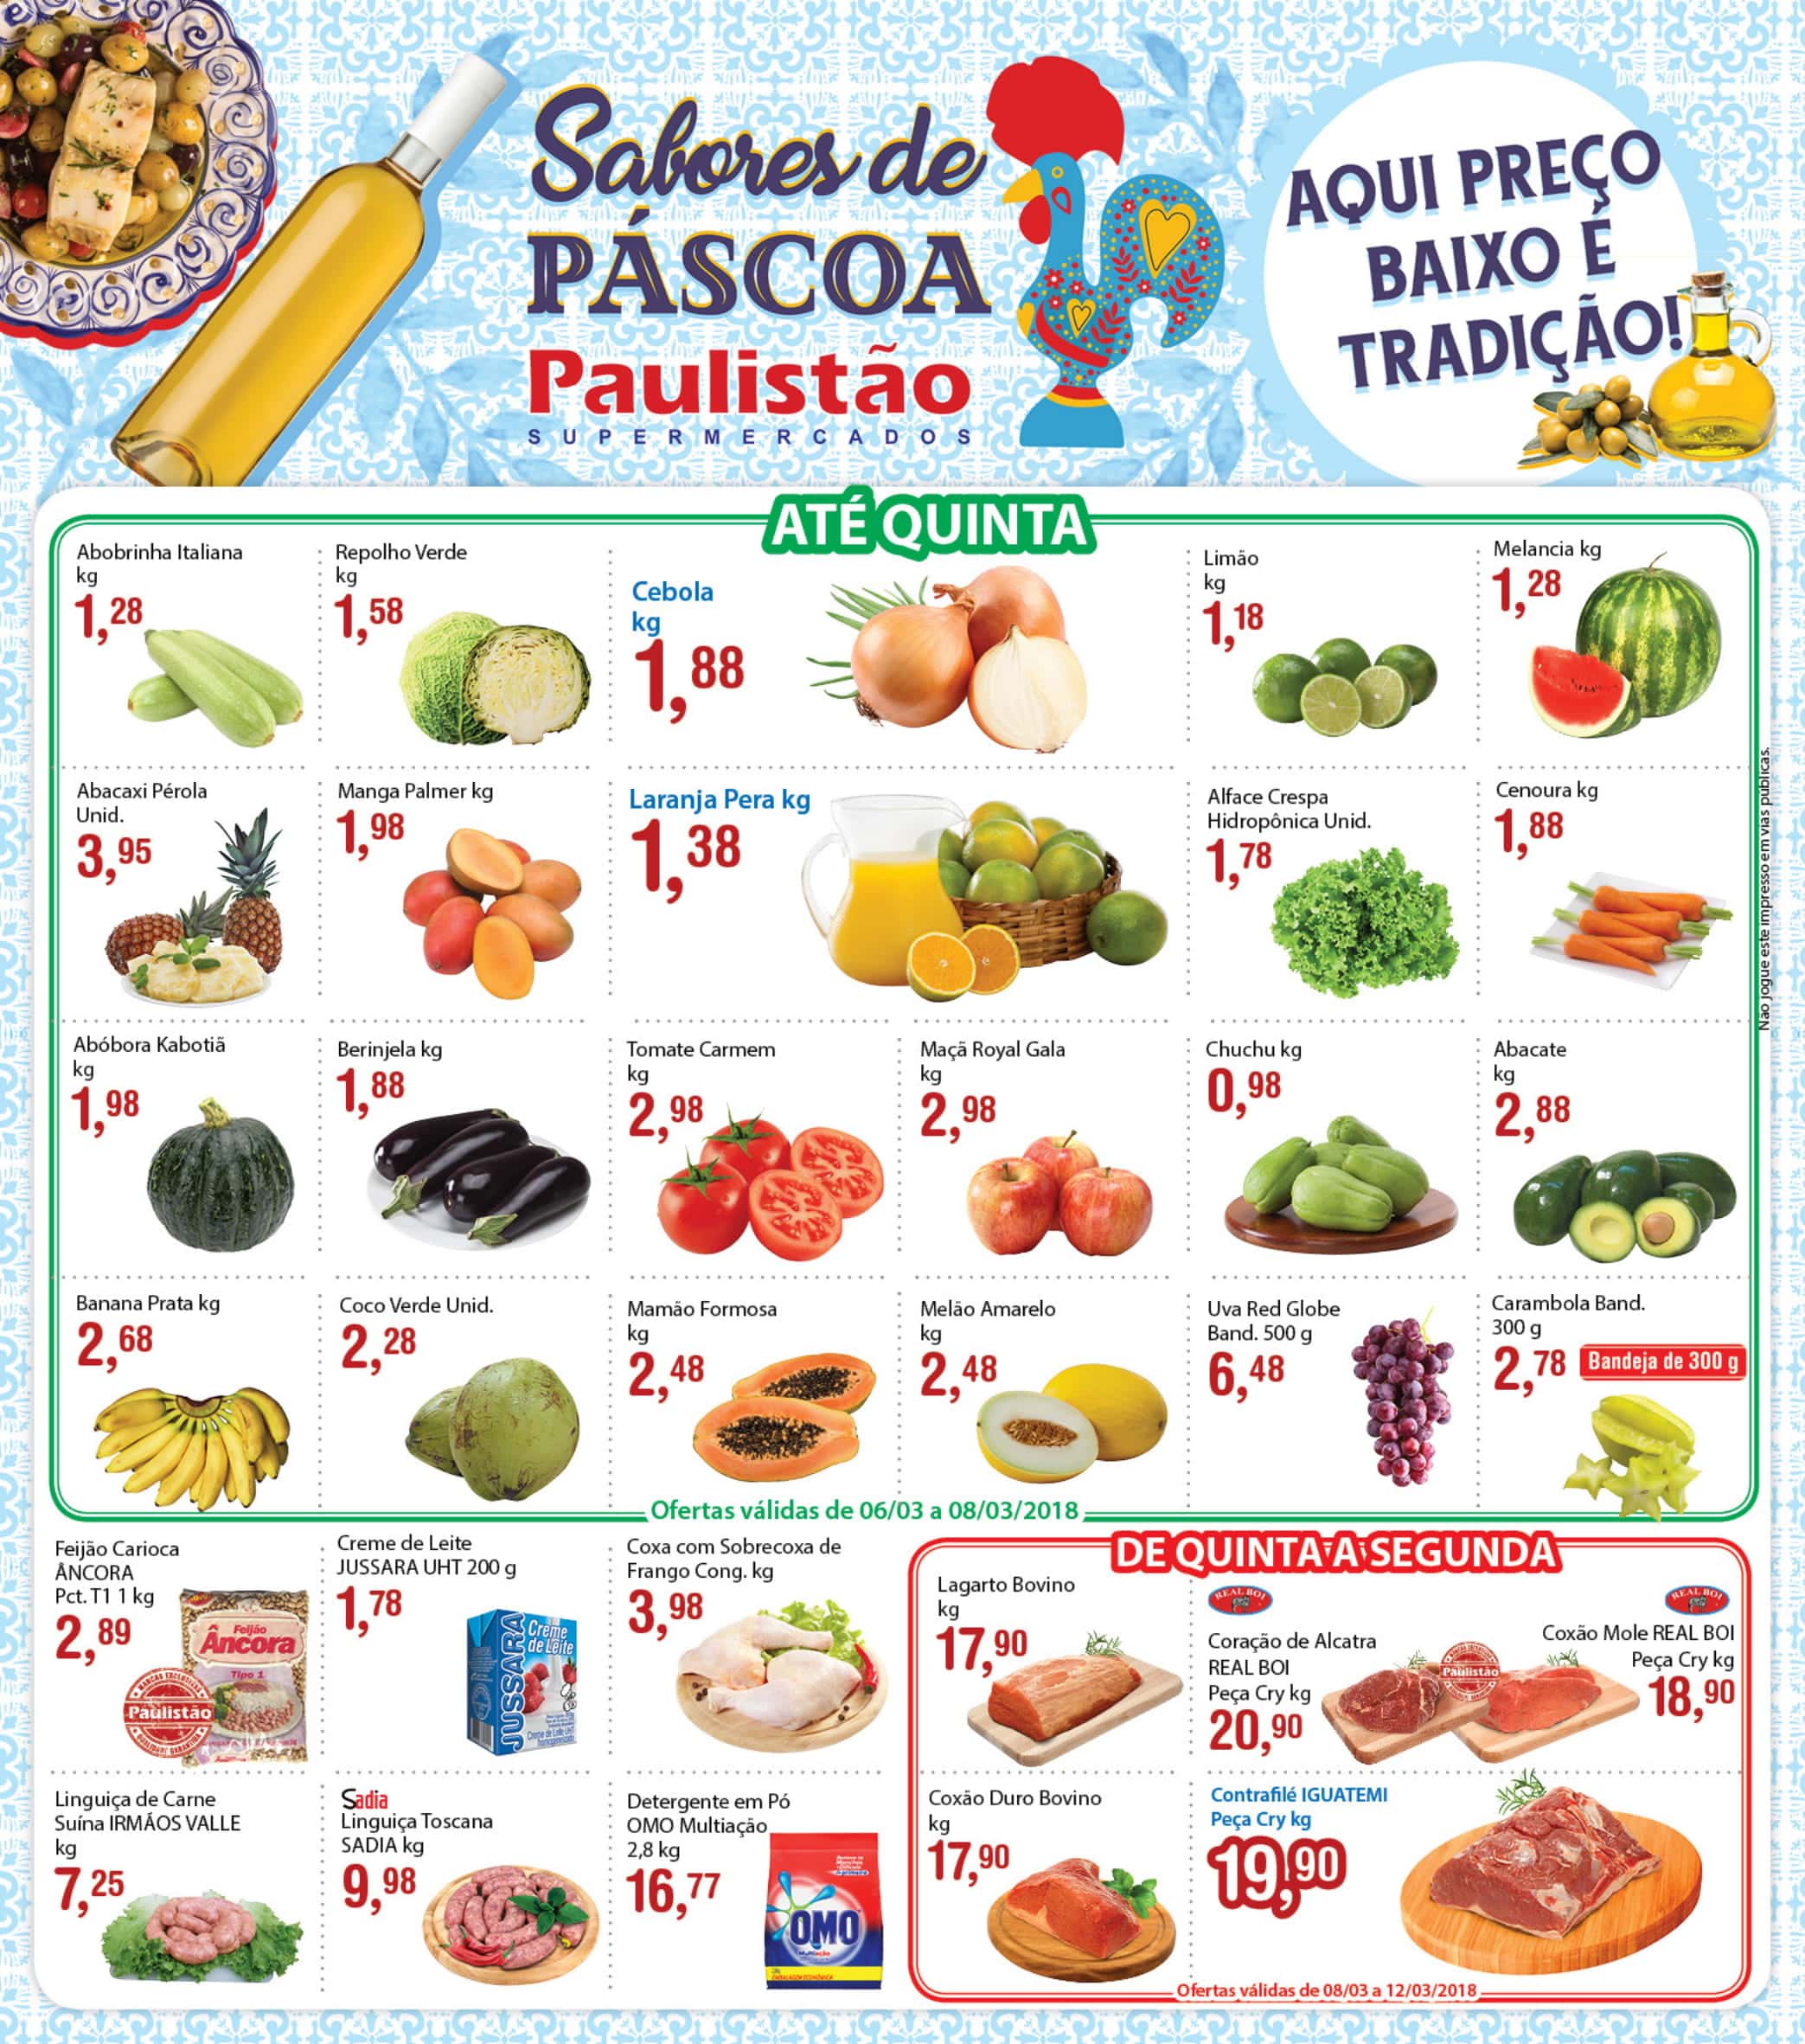 Sabores de
PÁSCOA
Paulistão
SUPERMERCADOS
AQUI PREÇO
BAIXO É
TRADIÇÃO!
ATÉ QUINTA
Abobrinha Italiana
kg
1,28
Repolho Verde
kg
1,58
Cebola
kg
1,88
Limão
kg
1,18
Melancia kg
1,28
Abacaxi Pérola
Unid.
3,95
Manga Palmer kg
1,98
Laranja Pera kg
1,38
Alface Crespa
Hidropônica Unid.
1,78
Cenoura kg
1,88
Não jogue este impresso em vias públicas.
Abóbora Kabotiã
kg
1,98
Berinjela kg
1,88
Tomate Carmem
kg
2,98
Maçã Royal Gala
kg
2,98
Chuchu kg
0,98
Abacate
kg
2,88
Banana Prata kg
2,68
Coco Verde Unid.
2,28
Mamão Formosa
kg
2,48
Melão Amarelo
kg
2,48
Uva Red Globe
Band. 500 g
6,48
Carambola Band.
300 g
2,78
Bandeja de 300 g
Ofertas válidas de 06/03 a 08/03/2018
Feijão Carioca
ÂNCORA
Pct. T1 1 kg
2,89
Feijão
Âncora
Tipo 1
Paulistão
Creme de Leite
JUSSARA UHT 200 g
1,78
JUSSARA
Creme
de Leite
Coxa com Sobrecoxa de
Frango Cong. kg
3,98
DE QUINTA A SEGUNDA
Lagarto Bovino
kg
17,90
REAL BOI
Coração de Alcatra
REAL BOI
Peça Cry kg
20,90
Paulistão
REAL BOI
Coxão Mole REAL BOI
Peça Cry kg
18,90
Linguiça de Carne
Suína IRMÃOS VALLE
kg
7,25
Sadia
Linguiça Toscana
SADIA kg
9,98
Detergente em Pó
OMO Multiação
2,8 kg
16,77
OMO
Multiação
Coxão Duro Bovino
kg
17,90
Contrafilé IGUATEMI
Peça Cry kg
19,90
Ofertas válidas de 08/03 a 12/03/2018